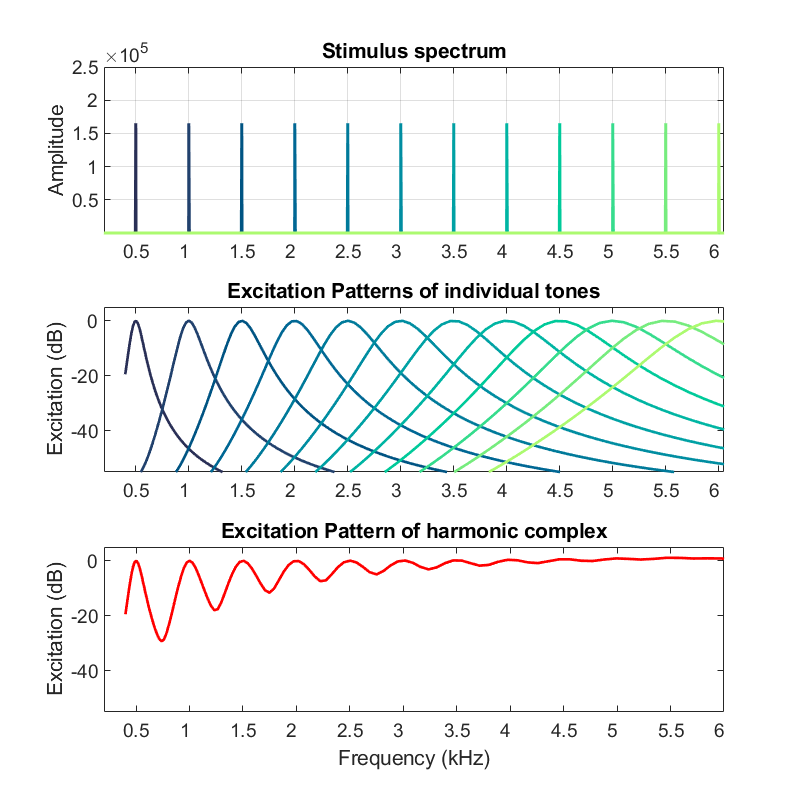 Stimulus spectrum
×10⁵
2.5
2
1.5
1
0.5
Amplitude
0.5 1 1.5 2 2.5 3 3.5 4 4.5 5 5.5 6
Excitation Patterns of individual tones
0
-20
-40
Excitation (dB)
0.5 1 1.5 2 2.5 3 3.5 4 4.5 5 5.5 6
Excitation Pattern of harmonic complex
0
-20
-40
Excitation (dB)
0.5 1 1.5 2 2.5 3 3.5 4 4.5 5 5.5 6
Frequency (kHz)